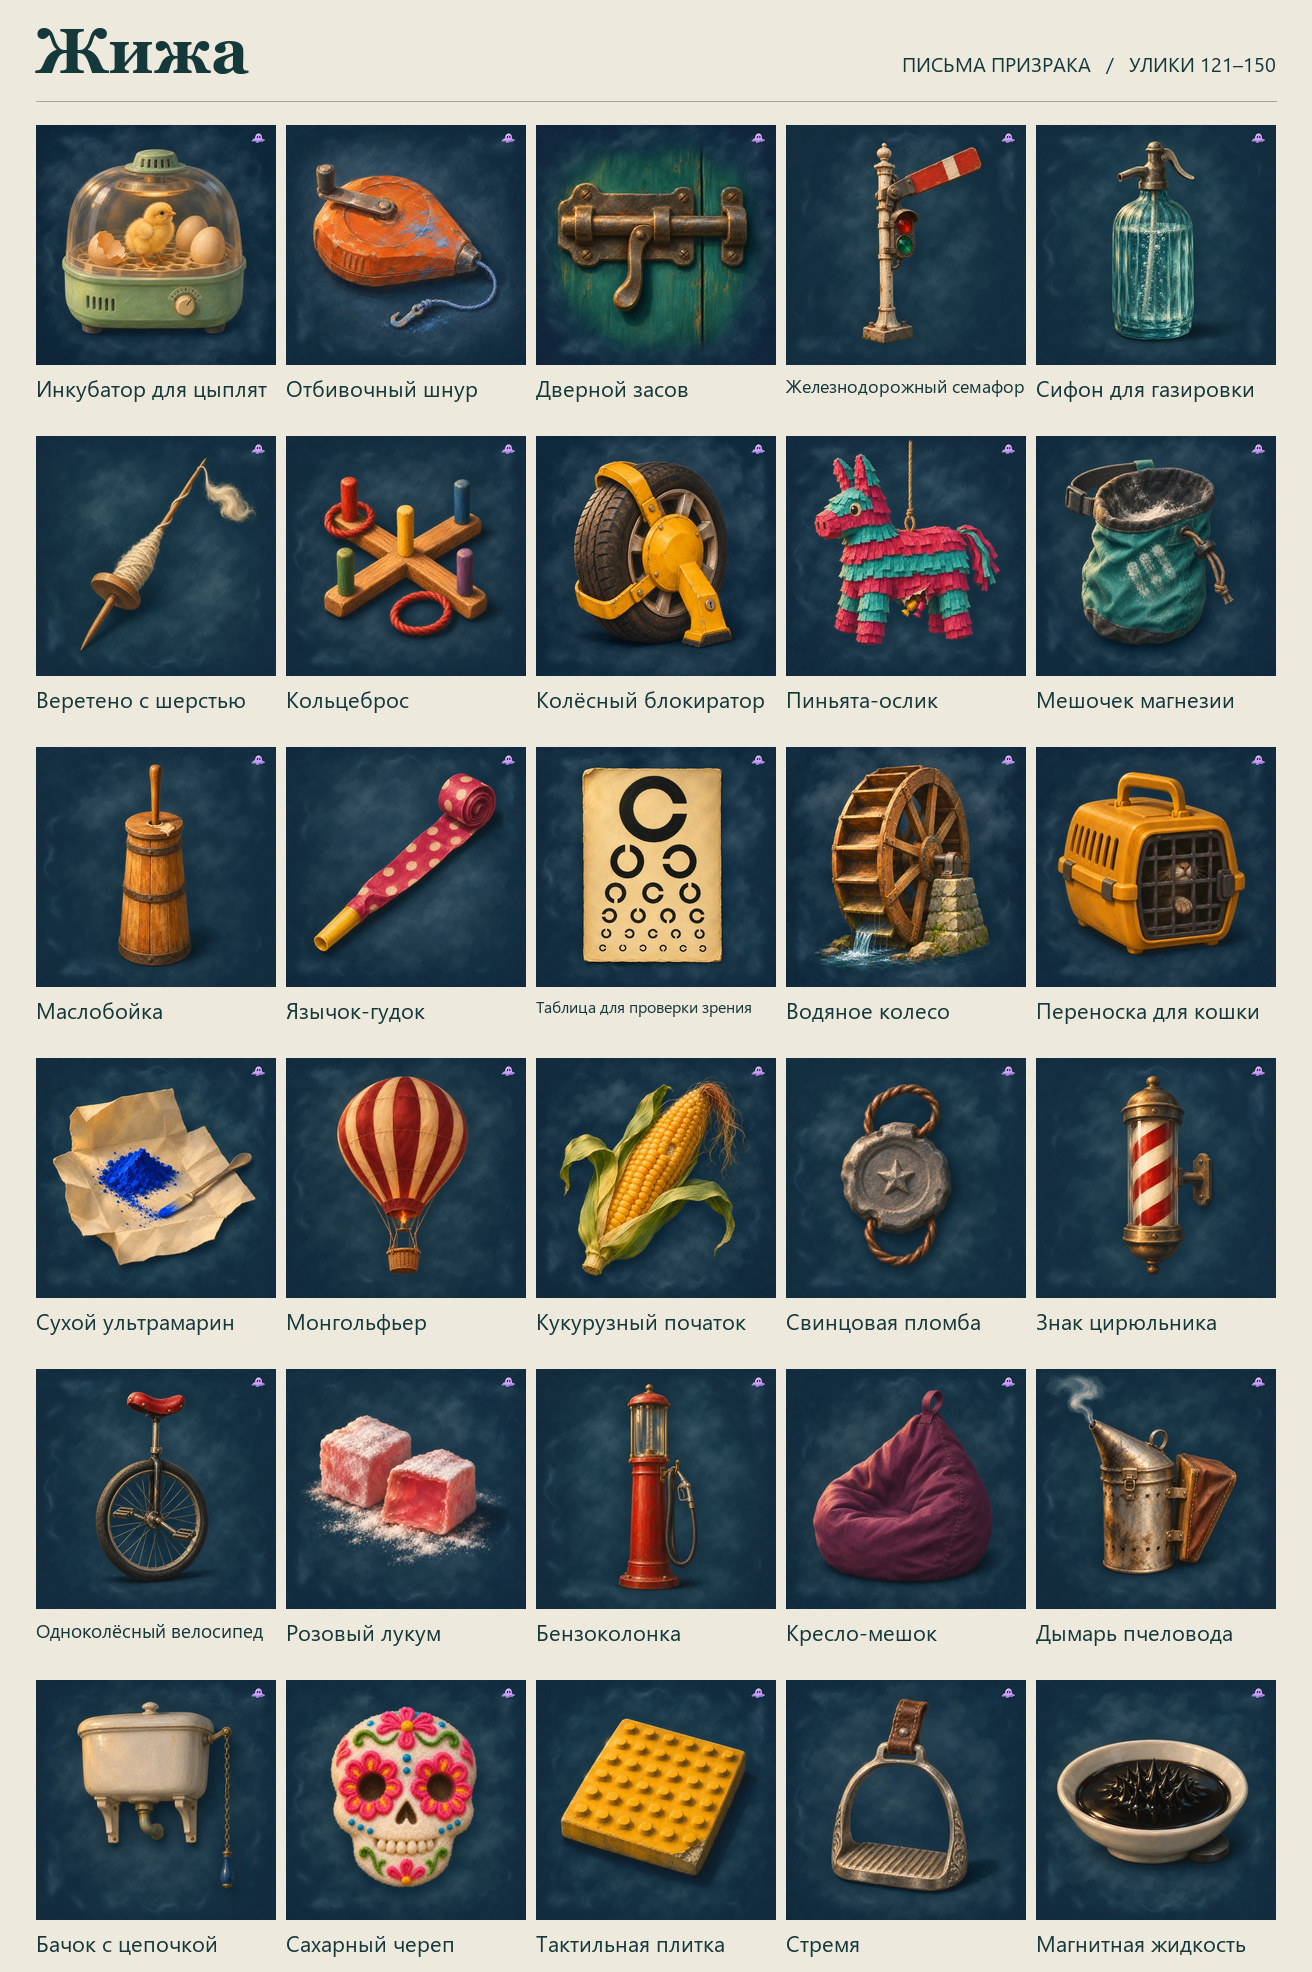 Жижа
ПИСЬМА ПРИЗРАКА / УЛИКИ 121–150
Инкубатор для цыплят
Отбивочный шнур
Дверной засов
Железнодорожный семафор
Сифон для газировки
Веретено с шерстью
Кольцеброс
Колёсный блокиратор
Пиньята-ослик
Мешочек магнезии
Маслобойка
Язычок-гудок
Таблица для проверки зрения
Водяное колесо
Переноска для кошки
Сухой ультрамарин
Монгольфьер
Кукурузный початок
Свинцовая пломба
Знак цирюльника
Одноколёсный велосипед
Розовый лукум
Бензоколонка
Кресло-мешок
Дымарь пчеловода
Бачок с цепочкой
Сахарный череп
Тактильная плитка
Стремя
Магнитная жидкость